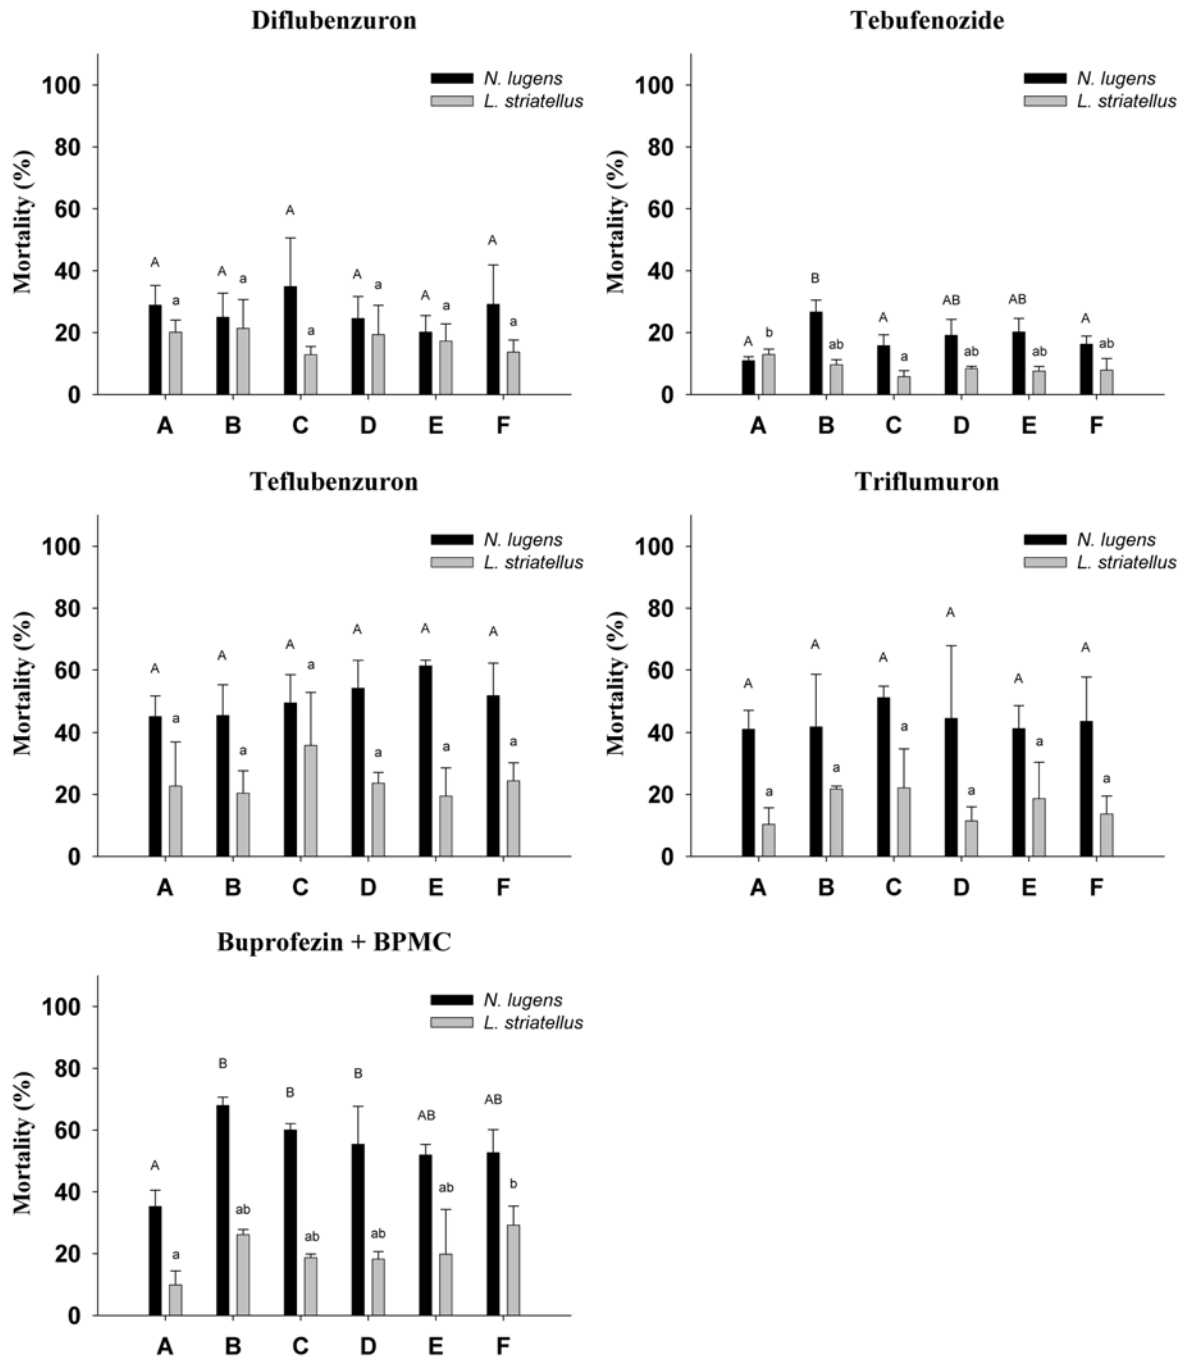 Diflubenzuron
Mortality (%)
100
80
60
40
20
0
N. lugens
L. striatellus
A A A A A A
a a a a a a
A B C D E F
Tebufenozide
Mortality (%)
100
80
60
40
20
0
N. lugens
L. striatellus
A B A AB AB A
b ab a ab ab ab
A B C D E F
Teflubenzuron
Mortality (%)
100
80
60
40
20
0
N. lugens
L. striatellus
A A A A A A
a a a a a a
A B C D E F
Triflumuron
Mortality (%)
100
80
60
40
20
0
N. lugens
L. striatellus
A A A A A A
a a a a a a
A B C D E F
Buprofezin + BPMC
Mortality (%)
100
80
60
40
20
0
N. lugens
L. striatellus
A B B B AB AB
a ab ab ab ab b
A B C D E F